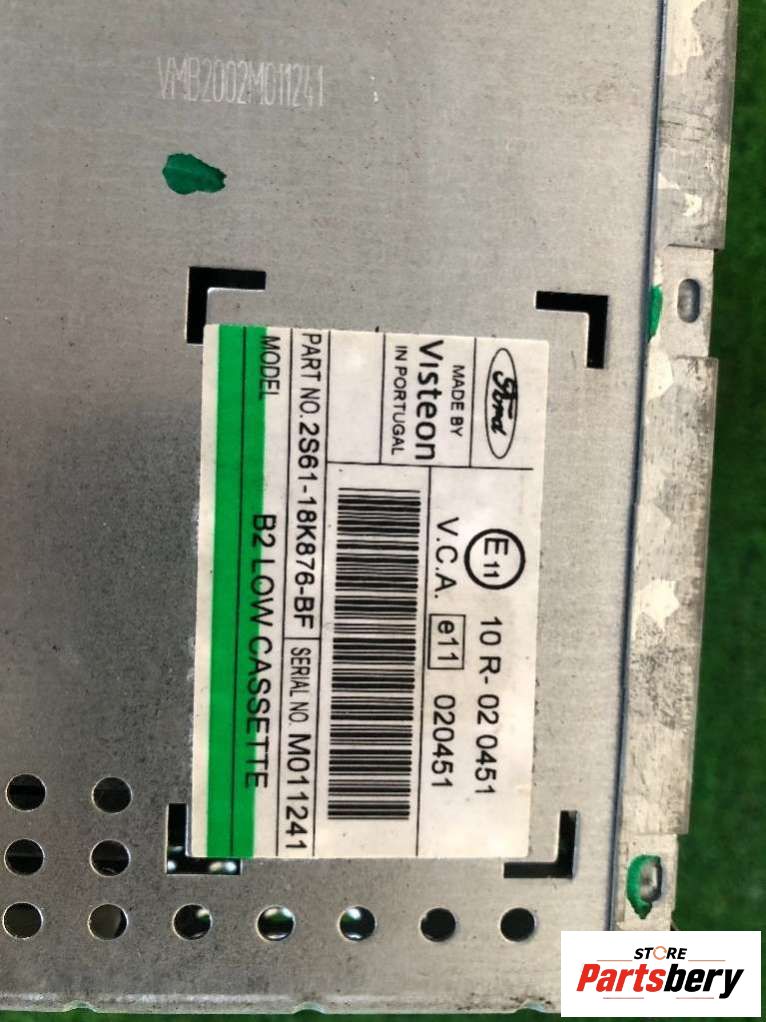 VMB2002M011241
Ford
MADE BY
Visteon
IN PORTUGAL
E11 10 R- 02 0451
V.C.A. e11 020451
PART NO. 2S61-18K876-BF SERIAL NO. M011241
MODEL B2 LOW CASSETTE
STORE
Partsbery